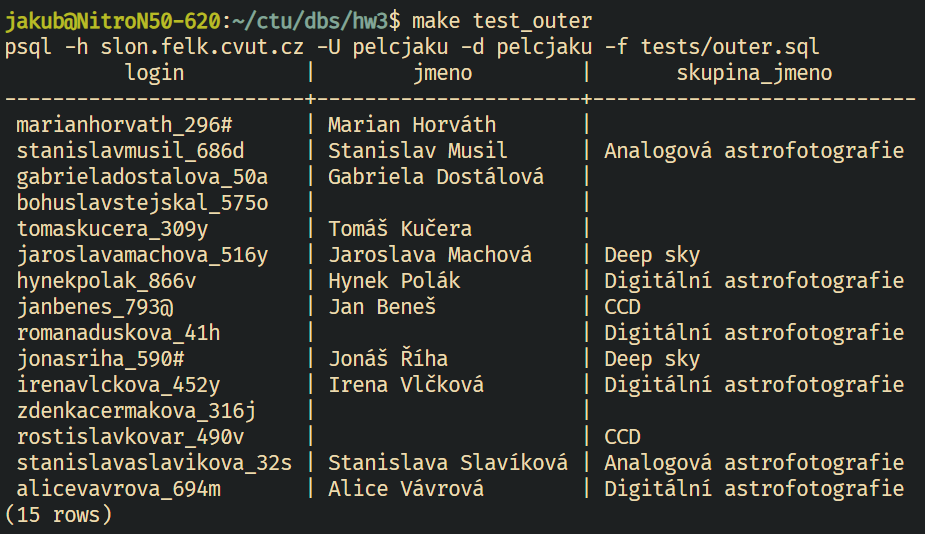 jakub@NitroN50-620:~/ctu/dbs/hw3$ make test_outer
psql -h slon.felk.cvut.cz -U pelcjaku -d pelcjaku -f tests/outer.sql
          login          |        jmeno         |       skupina_jmeno
-------------------------+----------------------+---------------------------
 marianhorvath_296#      | Marian Horváth       |
 stanislavmusil_686d     | Stanislav Musil      | Analogová astrofotografie
 gabrieladostalova_50a   | Gabriela Dostálová   |
 bohuslavstejskal_575o   |                      |
 tomaskucera_309y        | Tomáš Kučera         |
 jaroslavamachova_516y   | Jaroslava Machová    | Deep sky
 hynekpolak_866v         | Hynek Polák          | Digitální astrofotografie
 janbenes_793@           | Jan Beneš            | CCD
 romanaduskova_41h       |                      | Digitální astrofotografie
 jonasriha_590#          | Jonáš Říha           | Deep sky
 irenavlckova_452y       | Irena Vlčková        | Digitální astrofotografie
 zdenkacermakova_316j    |                      |
 rostislavkovar_490v     |                      | CCD
 stanislavaslavikova_32s | Stanislava Slavíková | Analogová astrofotografie
 alicevavrova_694m       | Alice Vávrová        | Digitální astrofotografie
(15 rows)